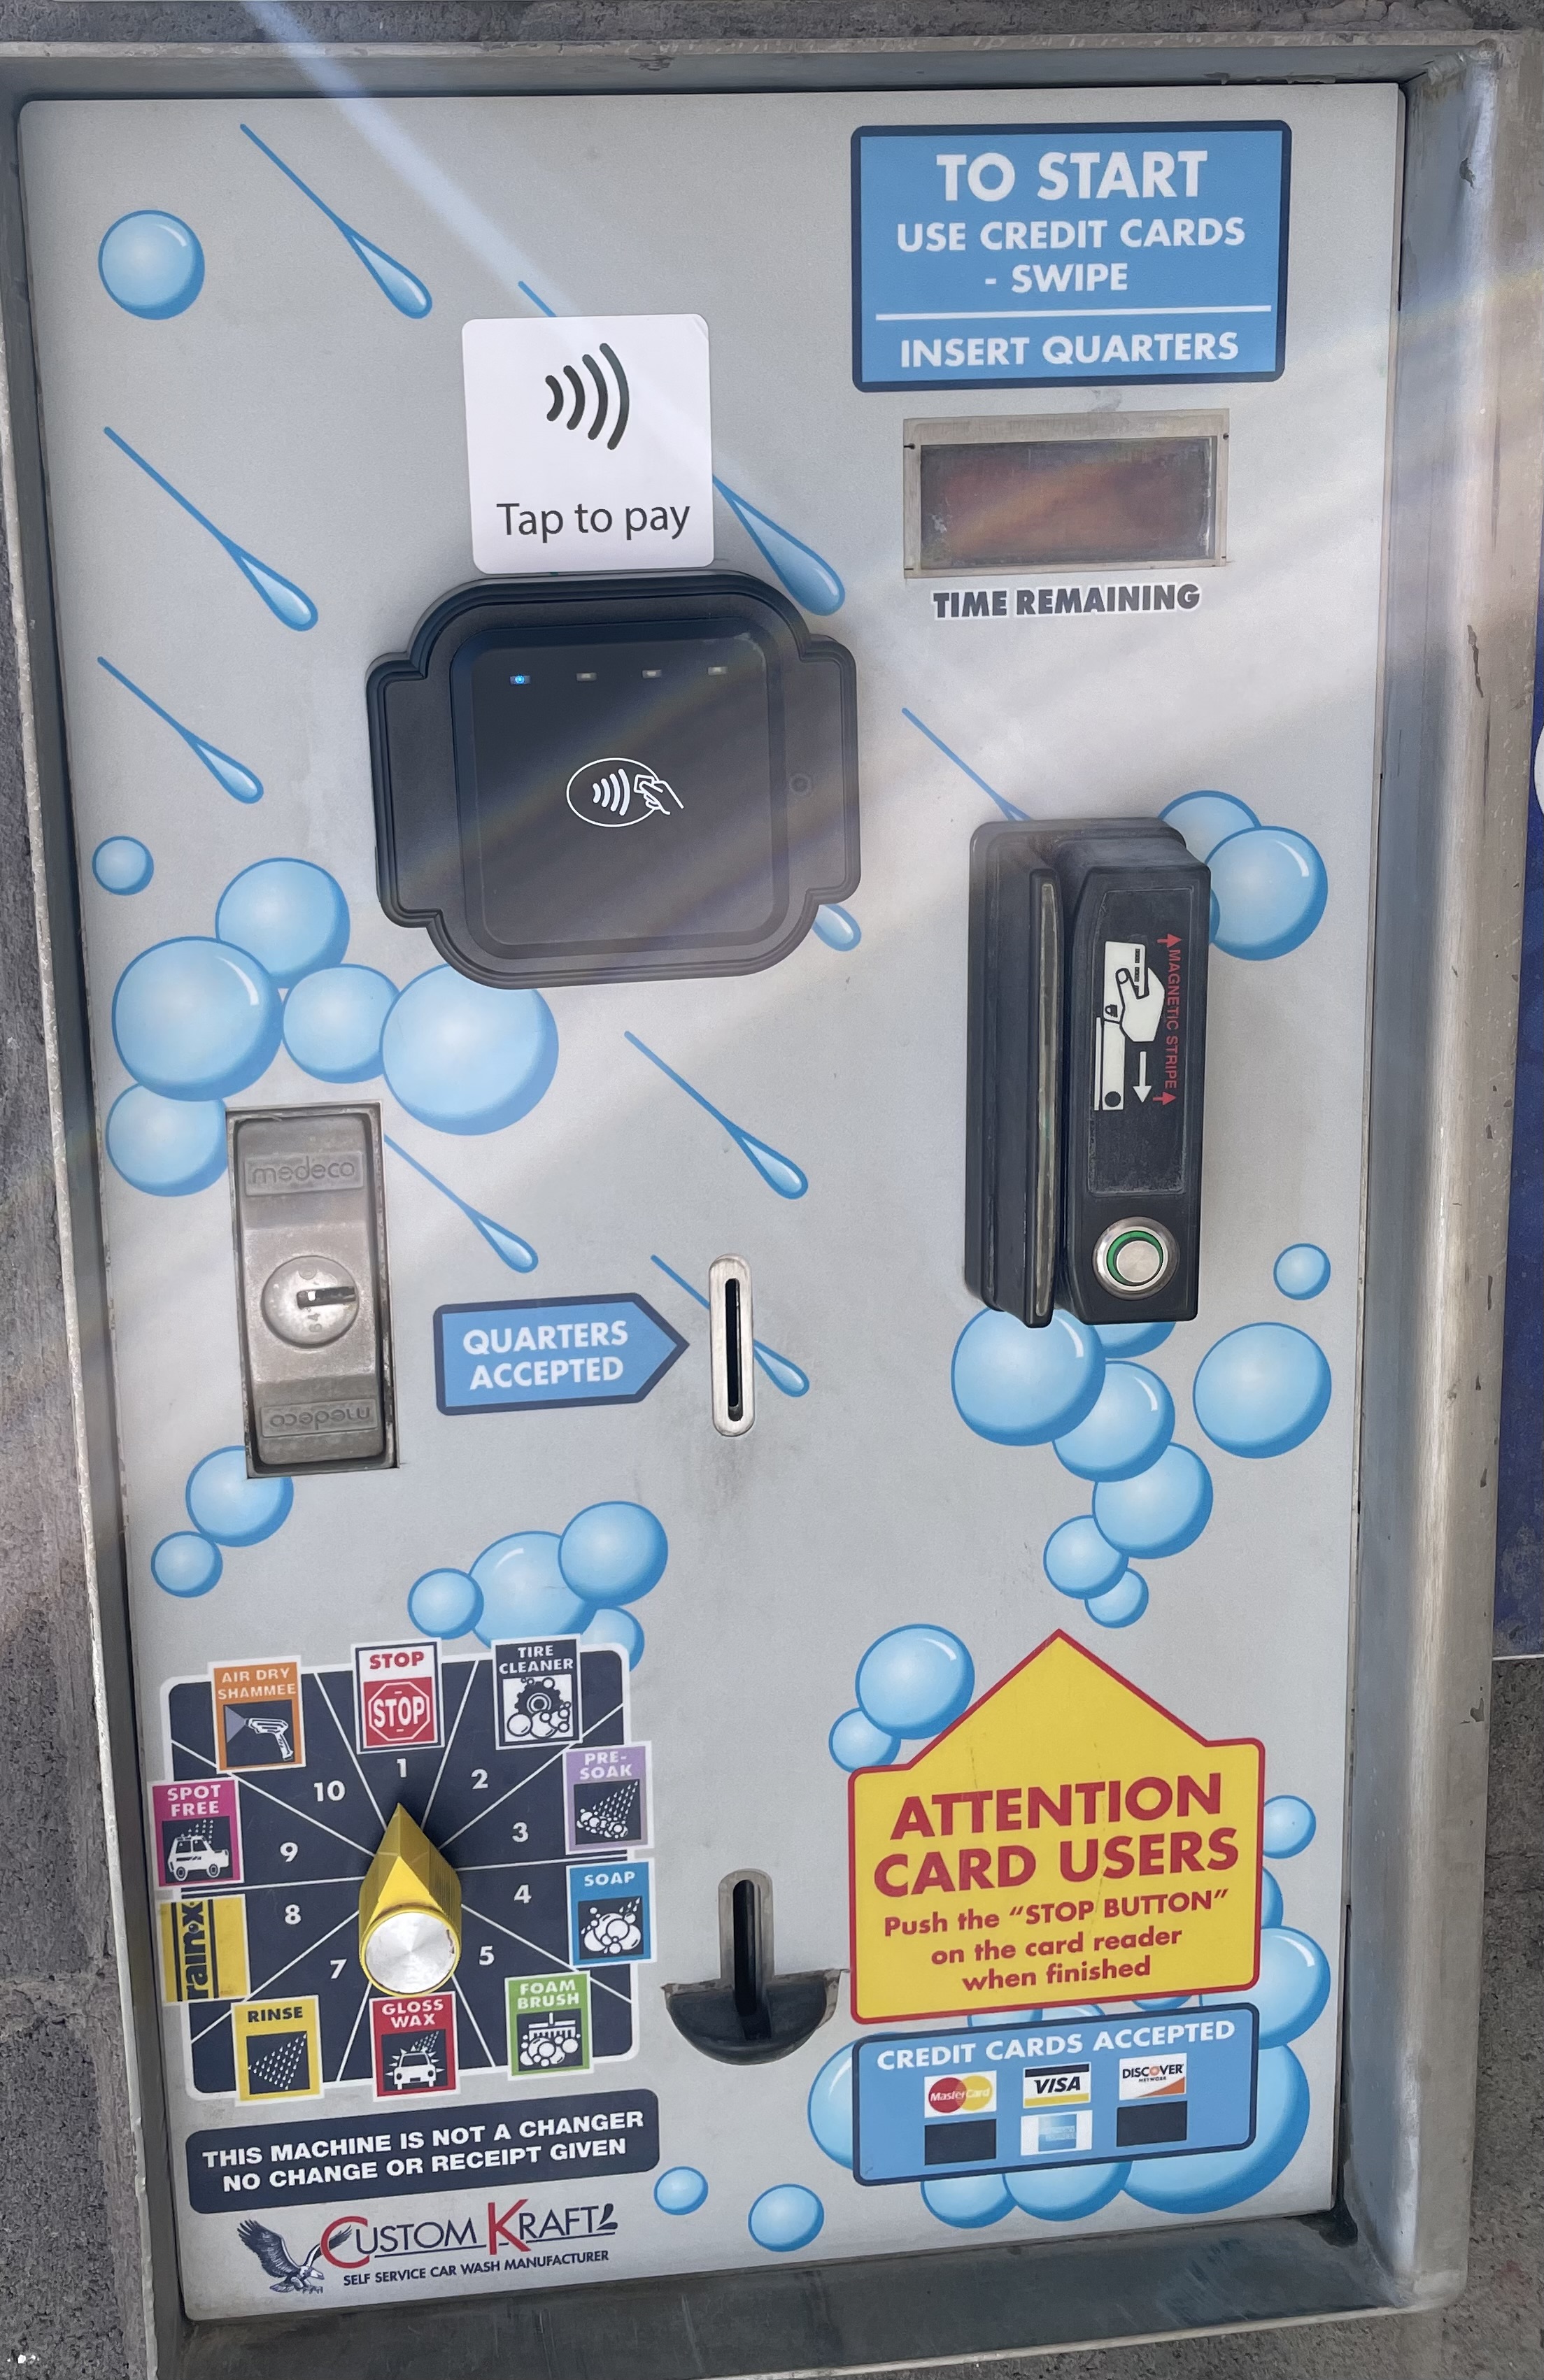 TO START
USE CREDIT CARDS
- SWIPE
INSERT QUARTERS
Tap to pay
TIME REMAINING
MAGNETIC STRIPE
medeco
medeco
QUARTERS
ACCEPTED
AIR DRY
SHAMMEE
STOP
STOP
TIRE
CLEANER
PRE-
SOAK
SPOT
FREE
SOAP
rain-x
RINSE
GLOSS
WAX
FOAM
BRUSH
1
2
3
4
5
7
8
9
10
ATTENTION
CARD USERS
Push the “STOP BUTTON”
on the card reader
when finished
CREDIT CARDS ACCEPTED
MasterCard
VISA
DISCOVER
NETWORK
THIS MACHINE IS NOT A CHANGER
NO CHANGE OR RECEIPT GIVEN
CUSTOM KRAFT
SELF SERVICE CAR WASH MANUFACTURER